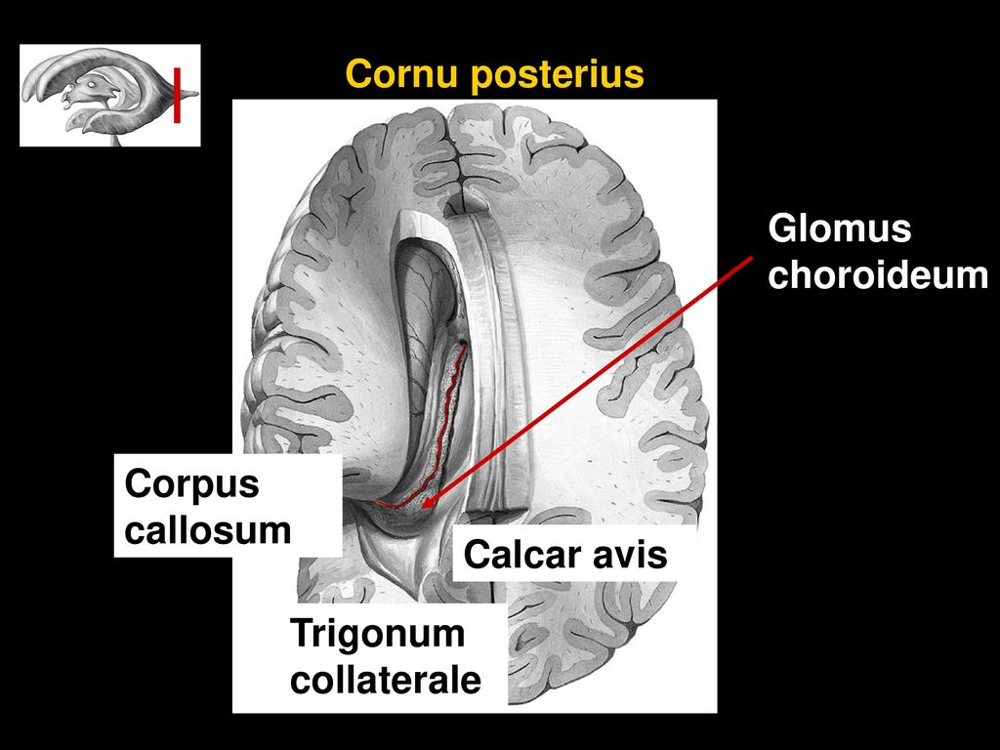 Cornu posterius
Glomus
choroideum
Corpus
callosum
Calcar avis
Trigonum
collaterale